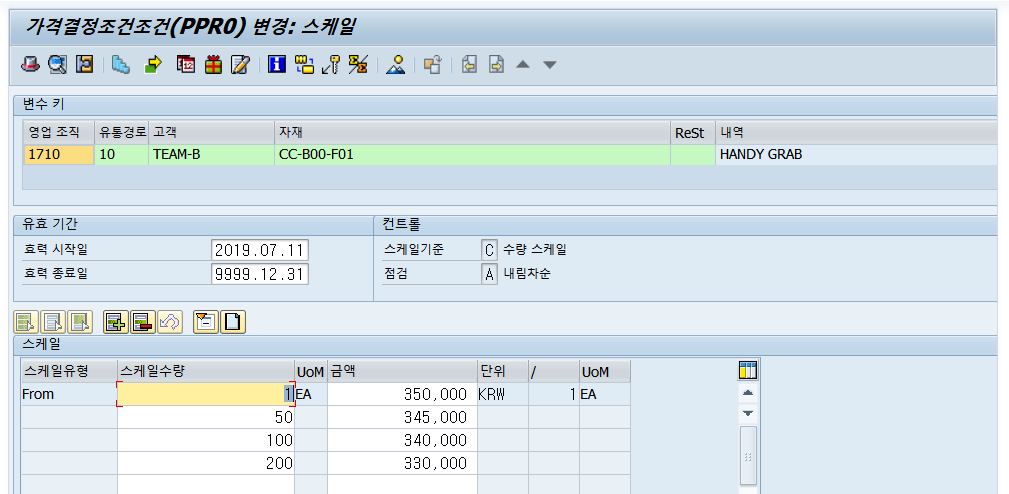 가격결정조건조건(PPR0) 변경: 스케일
12
변수 키
영업 조직 유통경로 고객 자재 ReSt 내역
1710 10 TEAM-B CC-B00-F01 HANDY GRAB
유효 기간 컨트롤
효력 시작일 2019.07.11 스케일기준 C 수량 스케일
효력 종료일 9999.12.31 점검 A 내림차순
스케일
스케일유형 스케일수량 UoM 금액 단위 / UoM
From 1 EA 350,000 KRW 1 EA
50 345,000
100 340,000
200 330,000